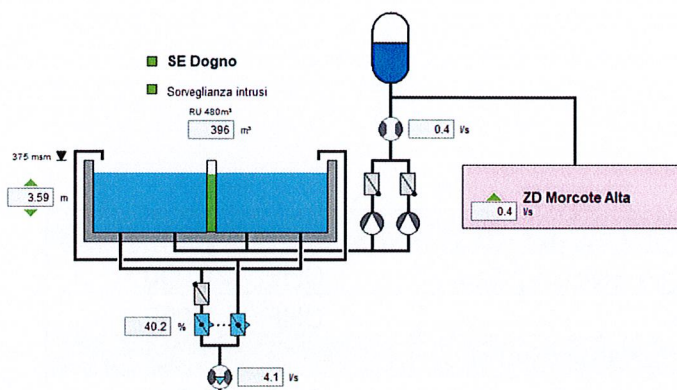 SE Dogno
Sorveglianza intrusi
RU 480m³
396 m³
375 msm
3.59 m
0.4 l/s
ZD Morcote Alta
0.4 l/s
40.2 %
4.1 l/s